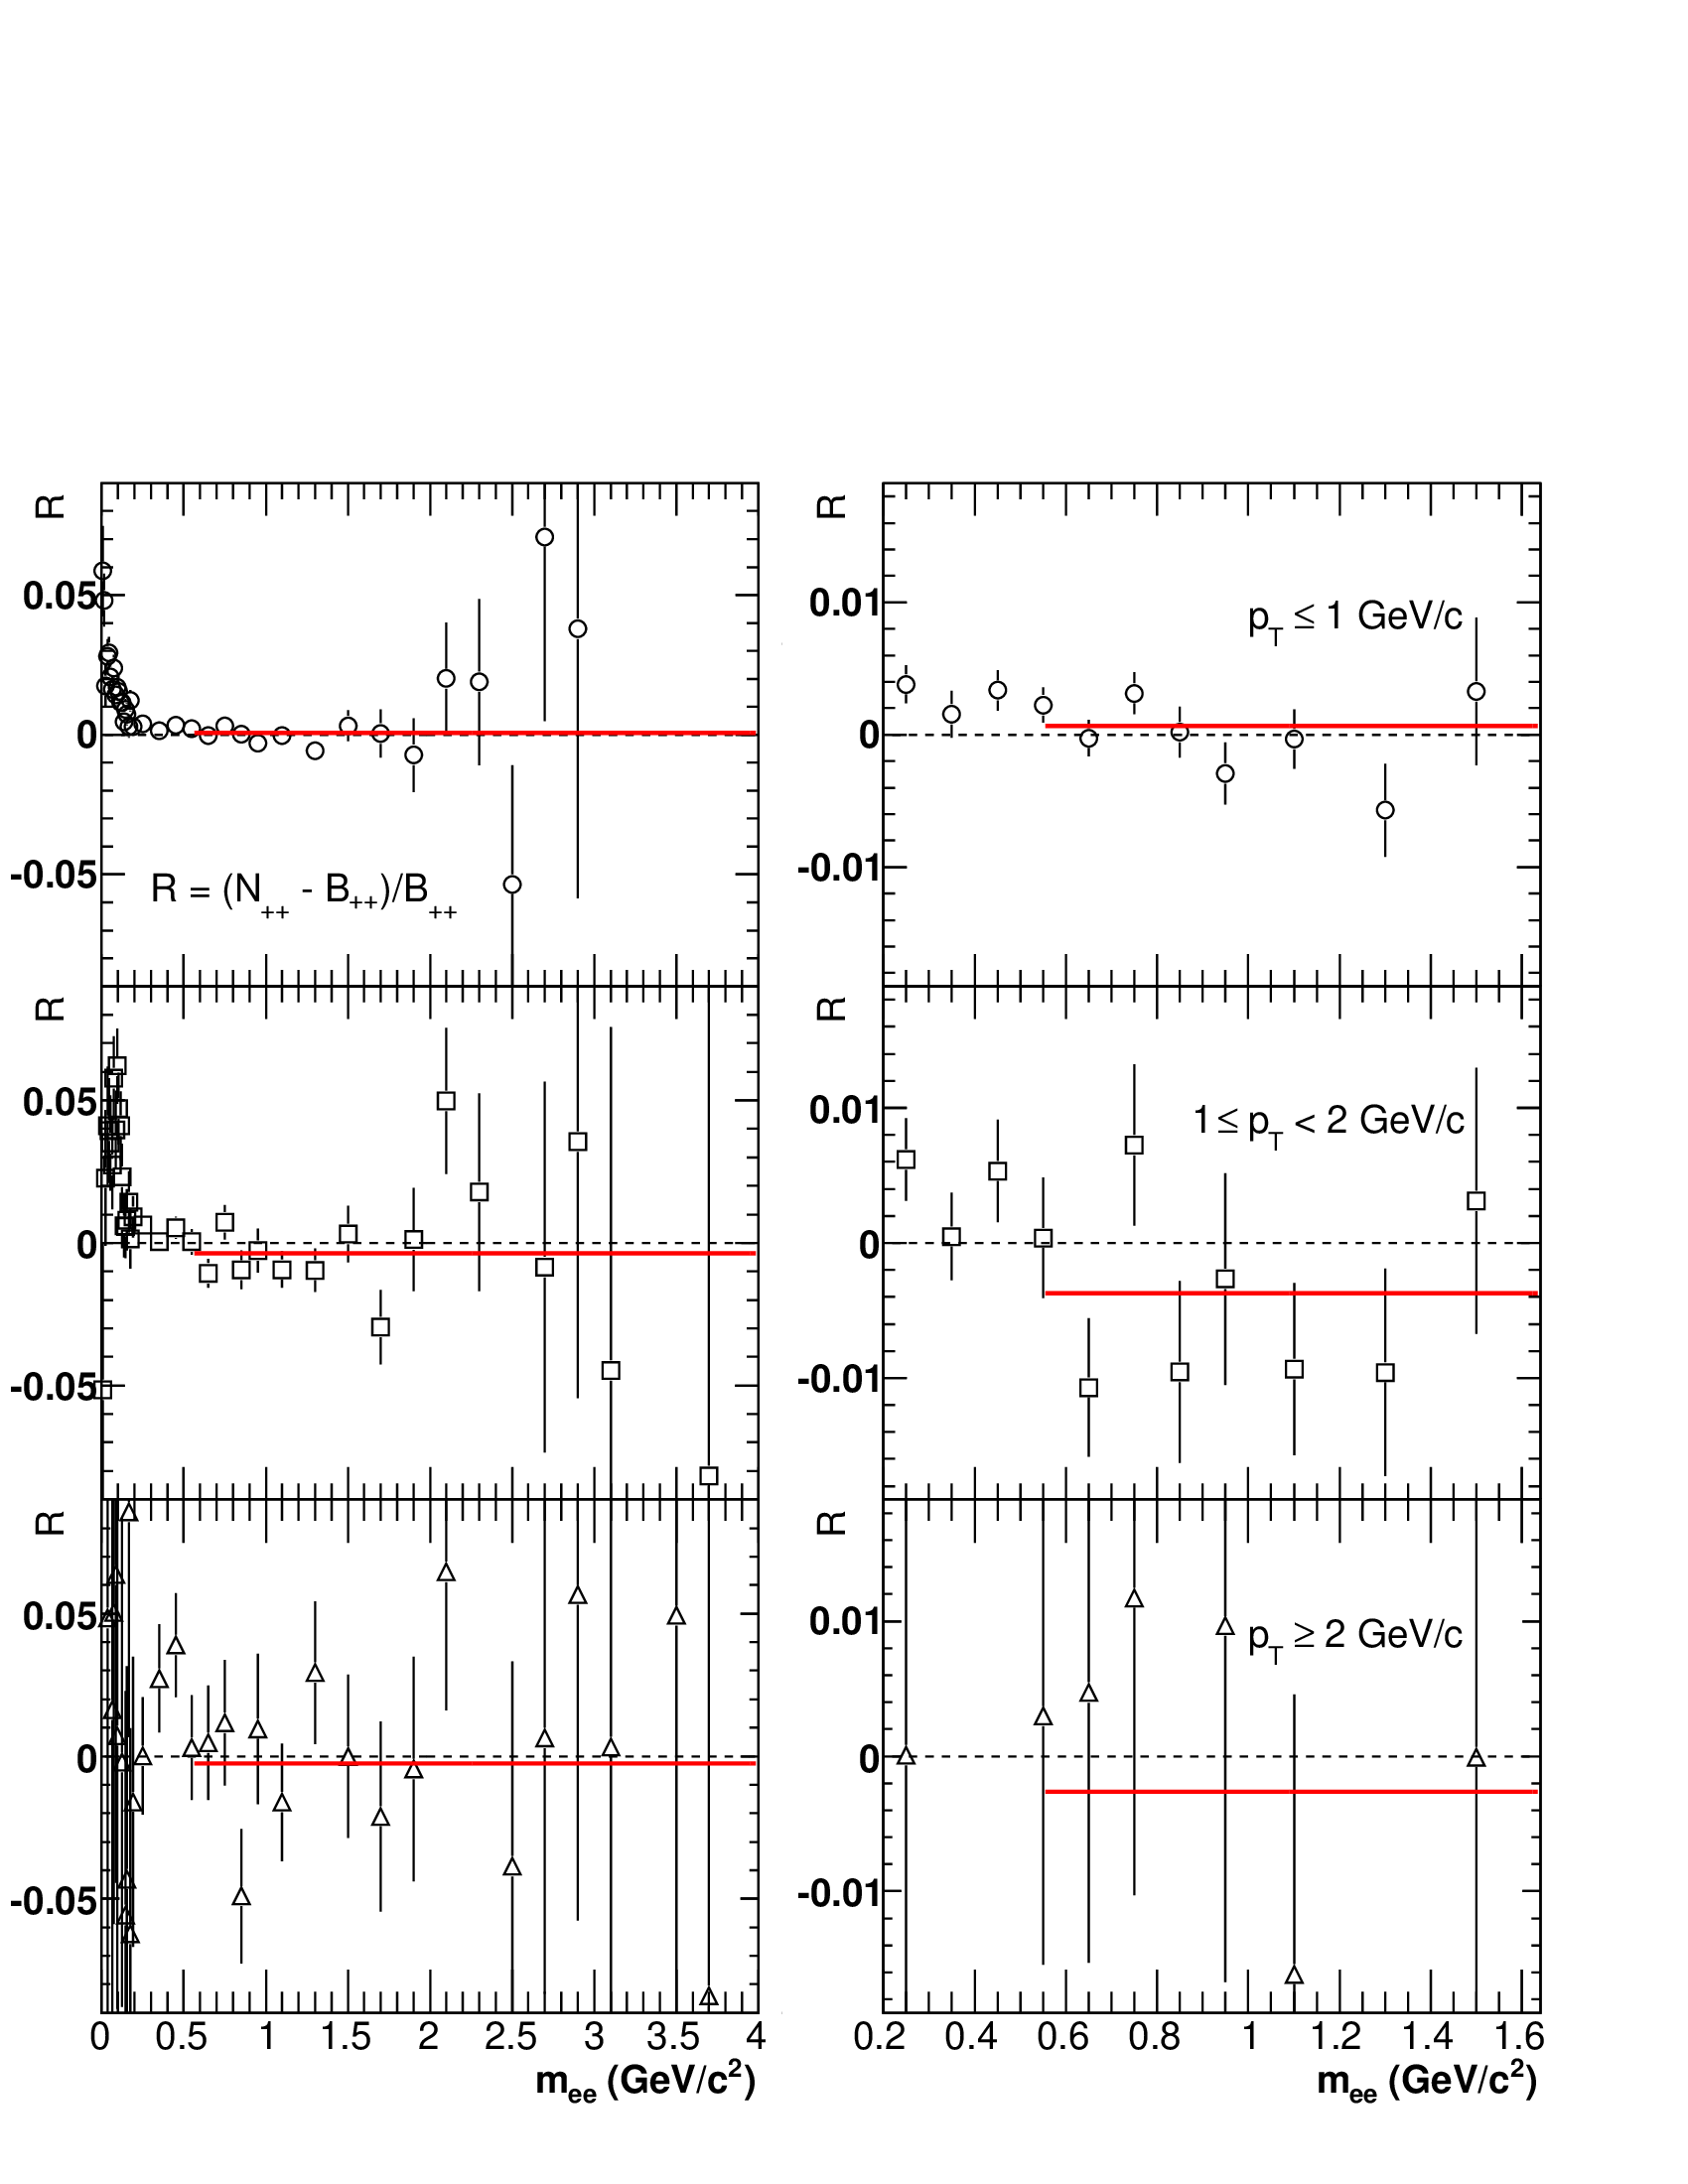 R
0.05
0
-0.05
R = (N++ - B++)/B++
R
0.01
0
-0.01
pT ≤ 1 GeV/c
R
0.05
0
-0.05
R
0.01
0
-0.01
1≤ pT < 2 GeV/c
R
0.05
0
-0.05
R
0.01
0
-0.01
pT ≥ 2 GeV/c
0 0.5 1 1.5 2 2.5 3 3.5 4
mee (GeV/c2)
0.2 0.4 0.6 0.8 1 1.2 1.4 1.6
mee (GeV/c2)